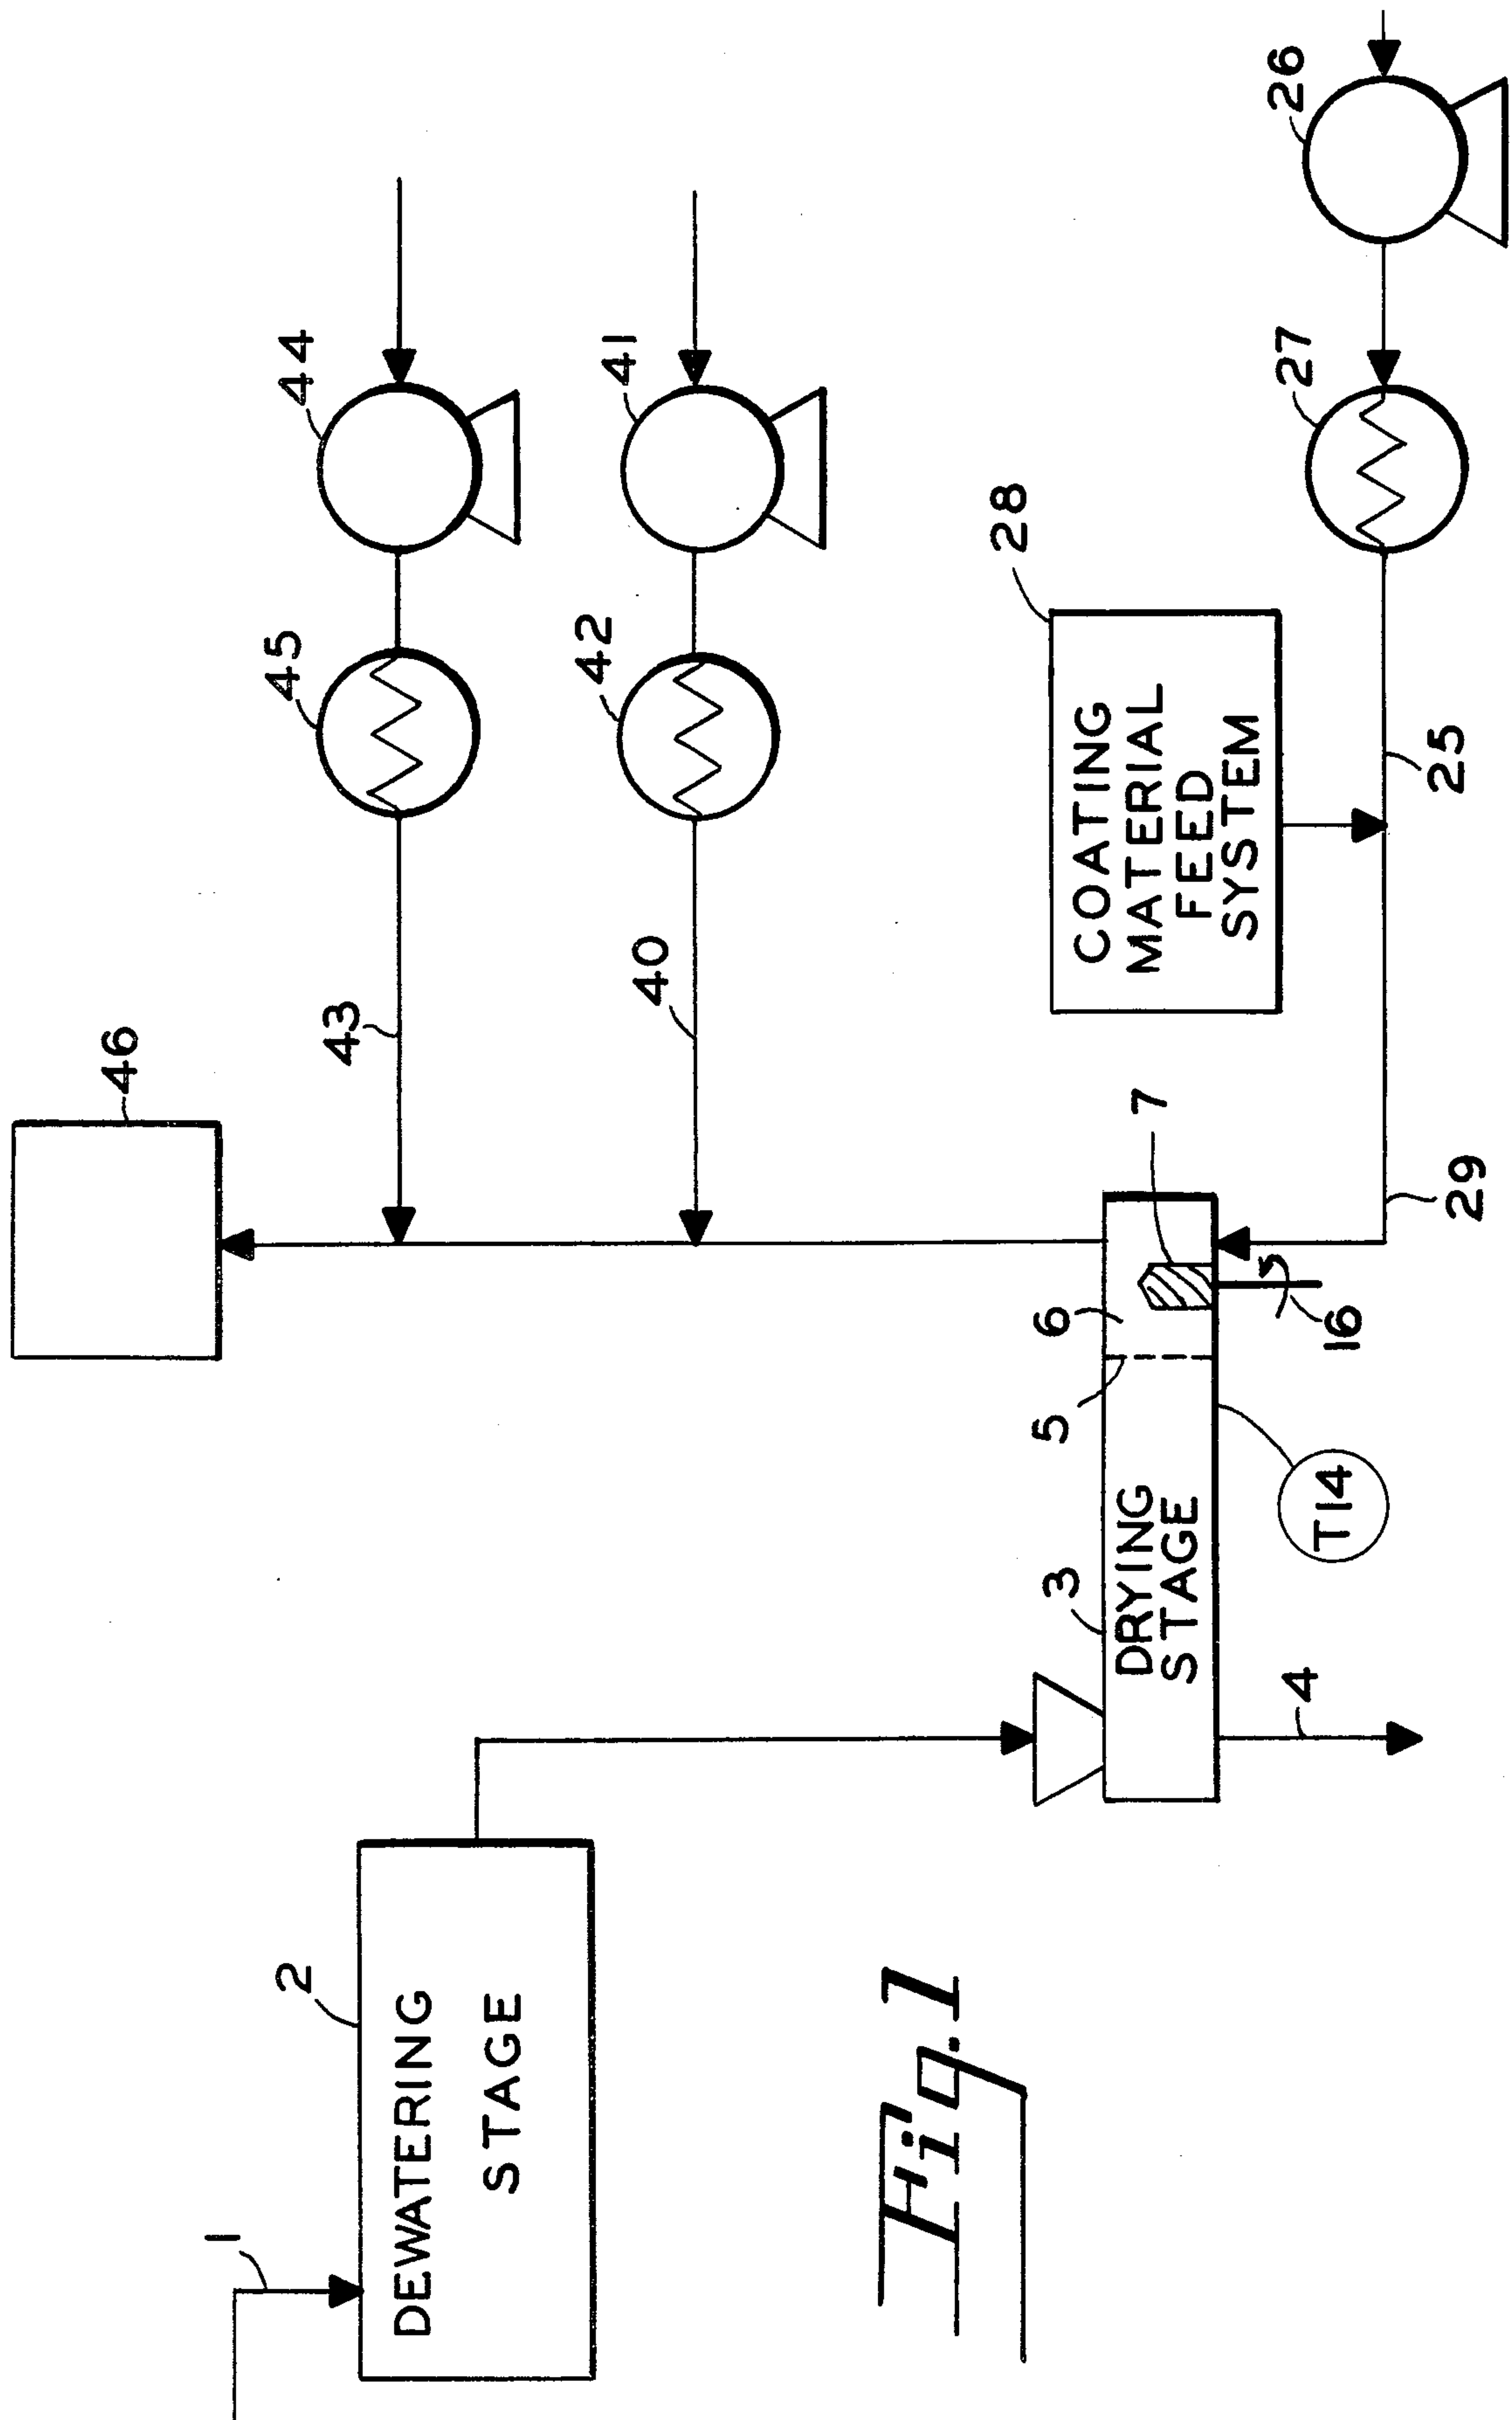 1
2
DEWATERING
STAGE
46
43
45
44
40
42
41
3
DRYING
STAGE
4
5
6
7
T14
16
29
28
COATING
MATERIAL
FEED
SYSTEM
25
27
26
Fig.1